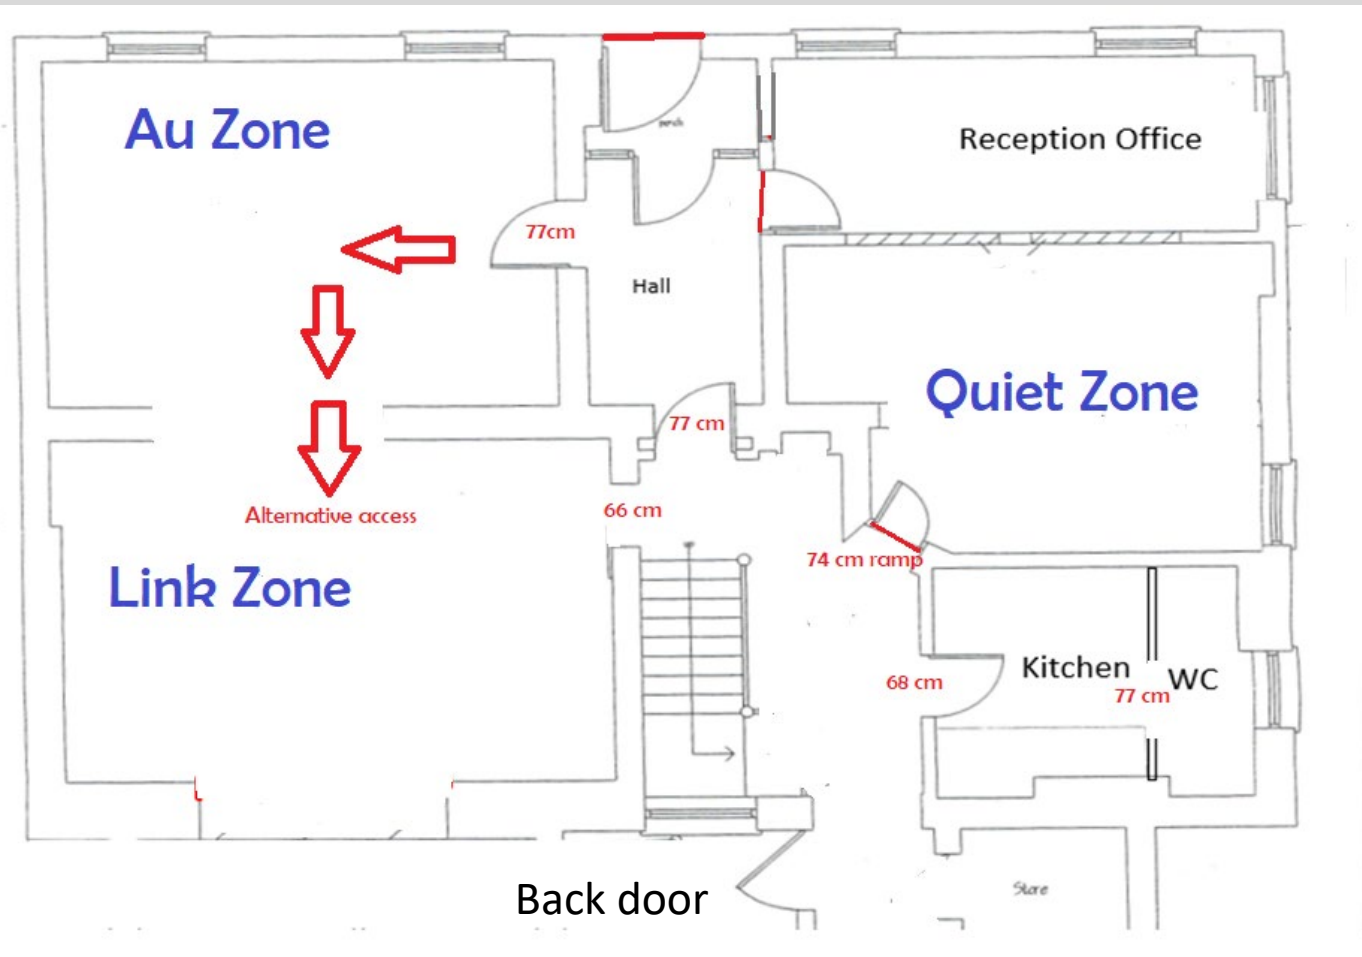 Au Zone
porch
Reception Office
77cm
Hall
Quiet Zone
77 cm
Alternative access
66 cm
74 cm ramp
Link Zone
Kitchen
WC
68 cm
77 cm
Back door
Store